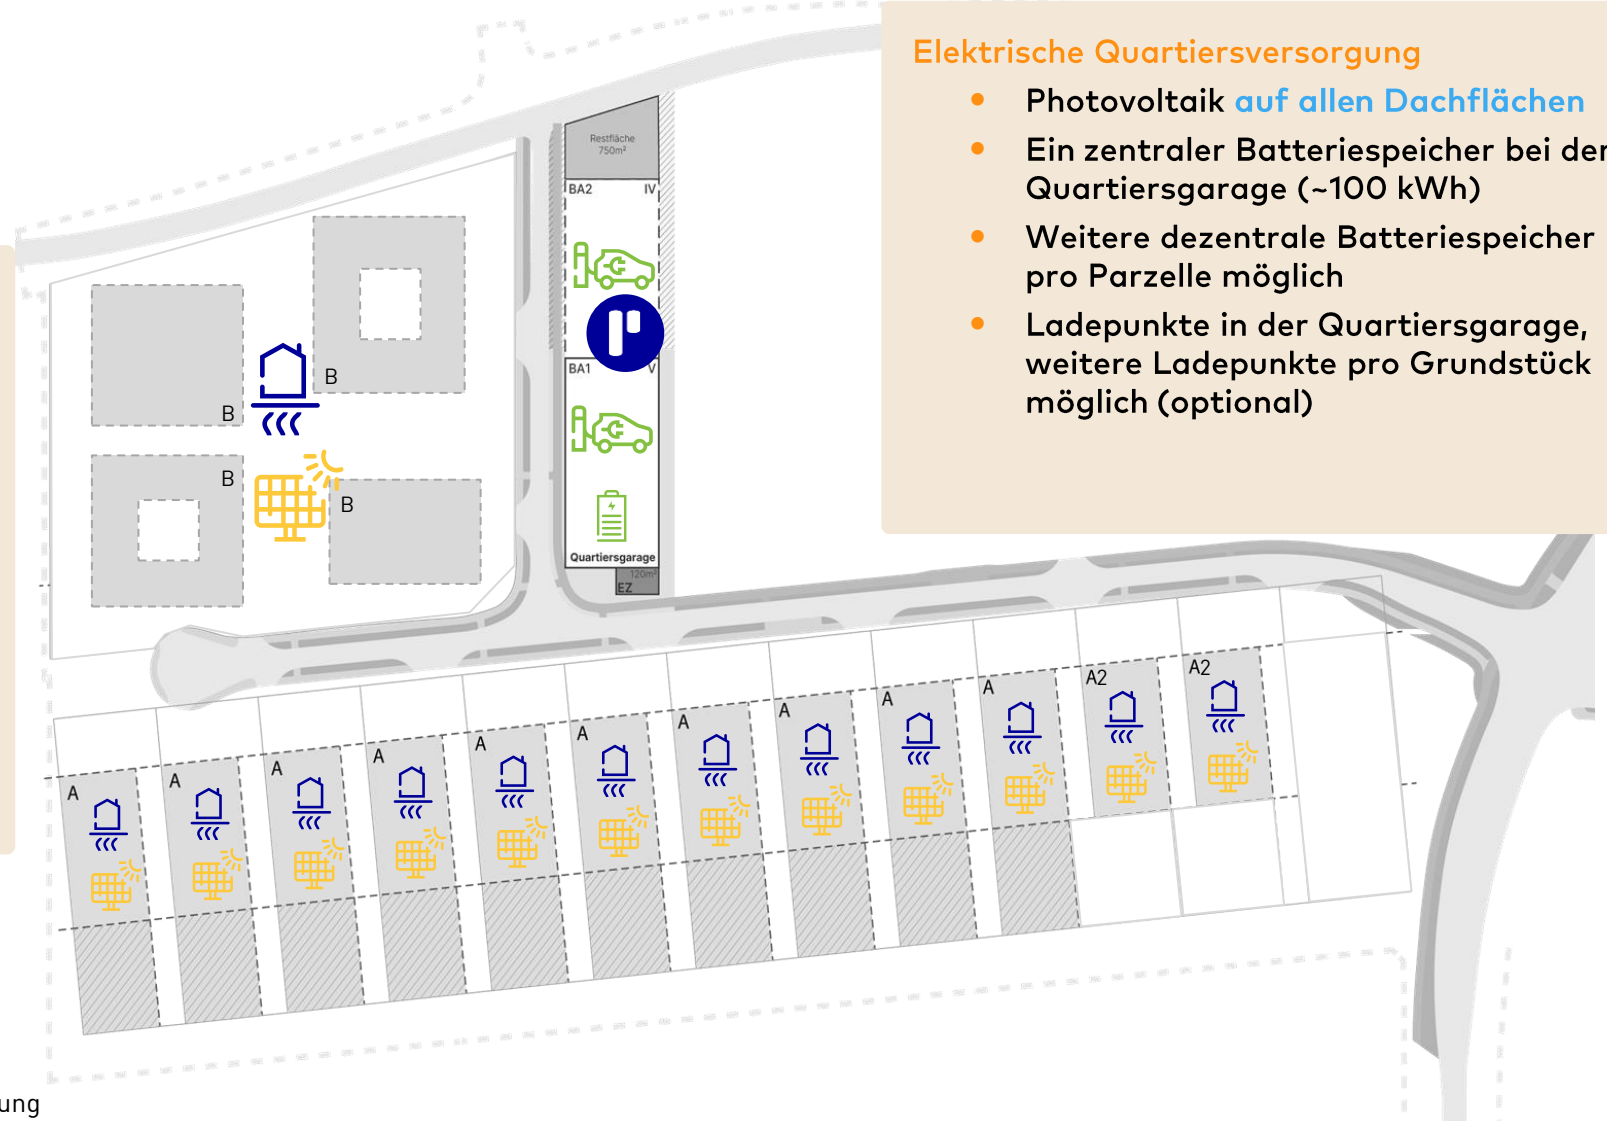 Elektrische Quartiersversorgung
Photovoltaik auf allen Dachflächen
Ein zentraler Batteriespeicher bei der
Quartiersgarage (~100 kWh)
Weitere dezentrale Batteriespeicher
pro Parzelle möglich
Ladepunkte in der Quartiersgarage,
weitere Ladepunkte pro Grundstück
möglich (optional)
Restfläche
750m²
BA2 IV
BA1 V
Quartiersgarage
120m²
EZ
B
B
B
B
A2
A2
A
A
A
A
A
A
A
A
A
A
ung